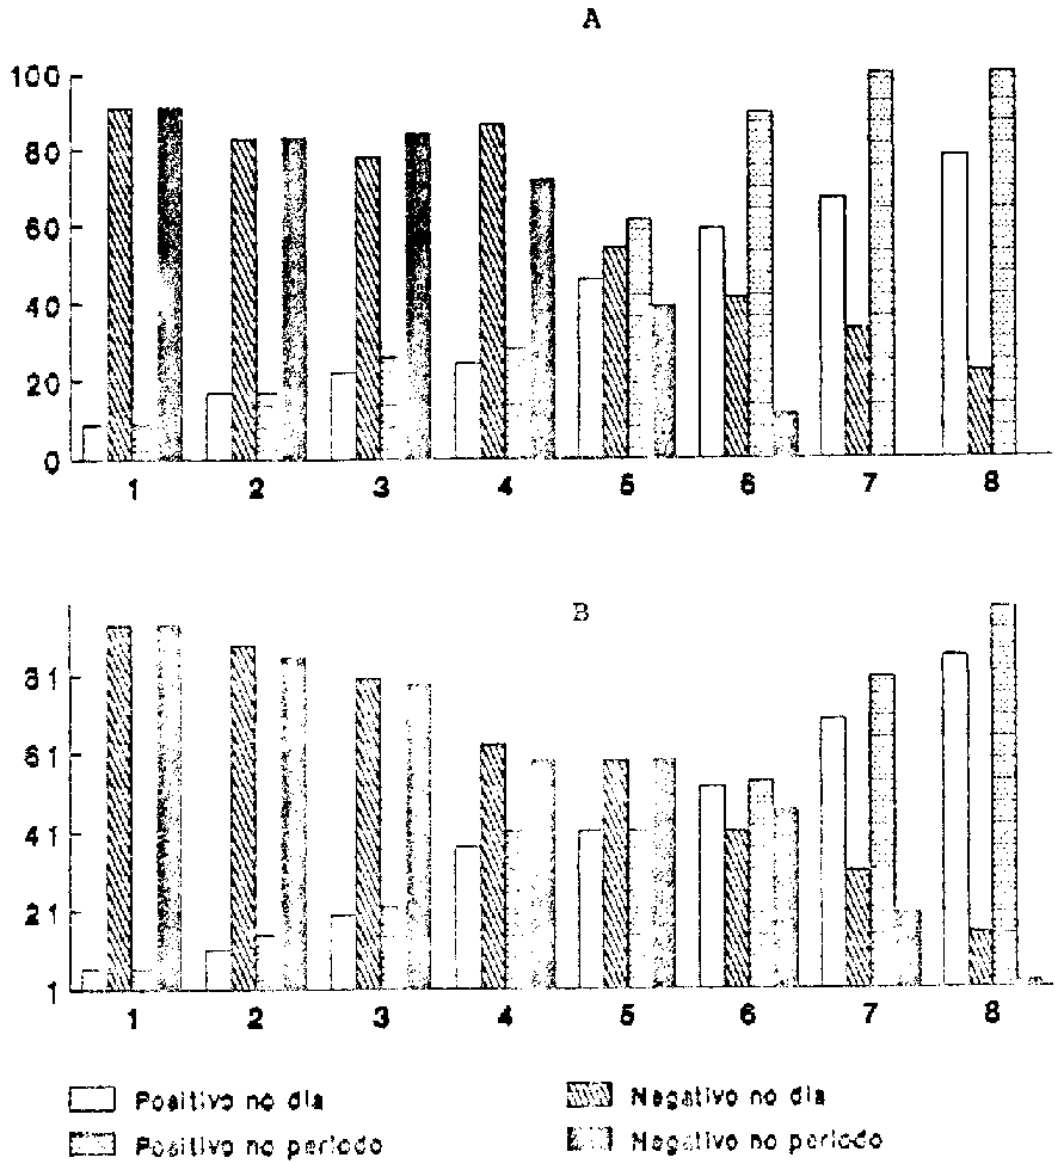 A
100
80
60
40
20
0
1 2 3 4 5 6 7 8
B
81
61
41
21
1
1 2 3 4 5 6 7 8
Positivo no dia
Negativo no dia
Positivo no período
Negativo no período